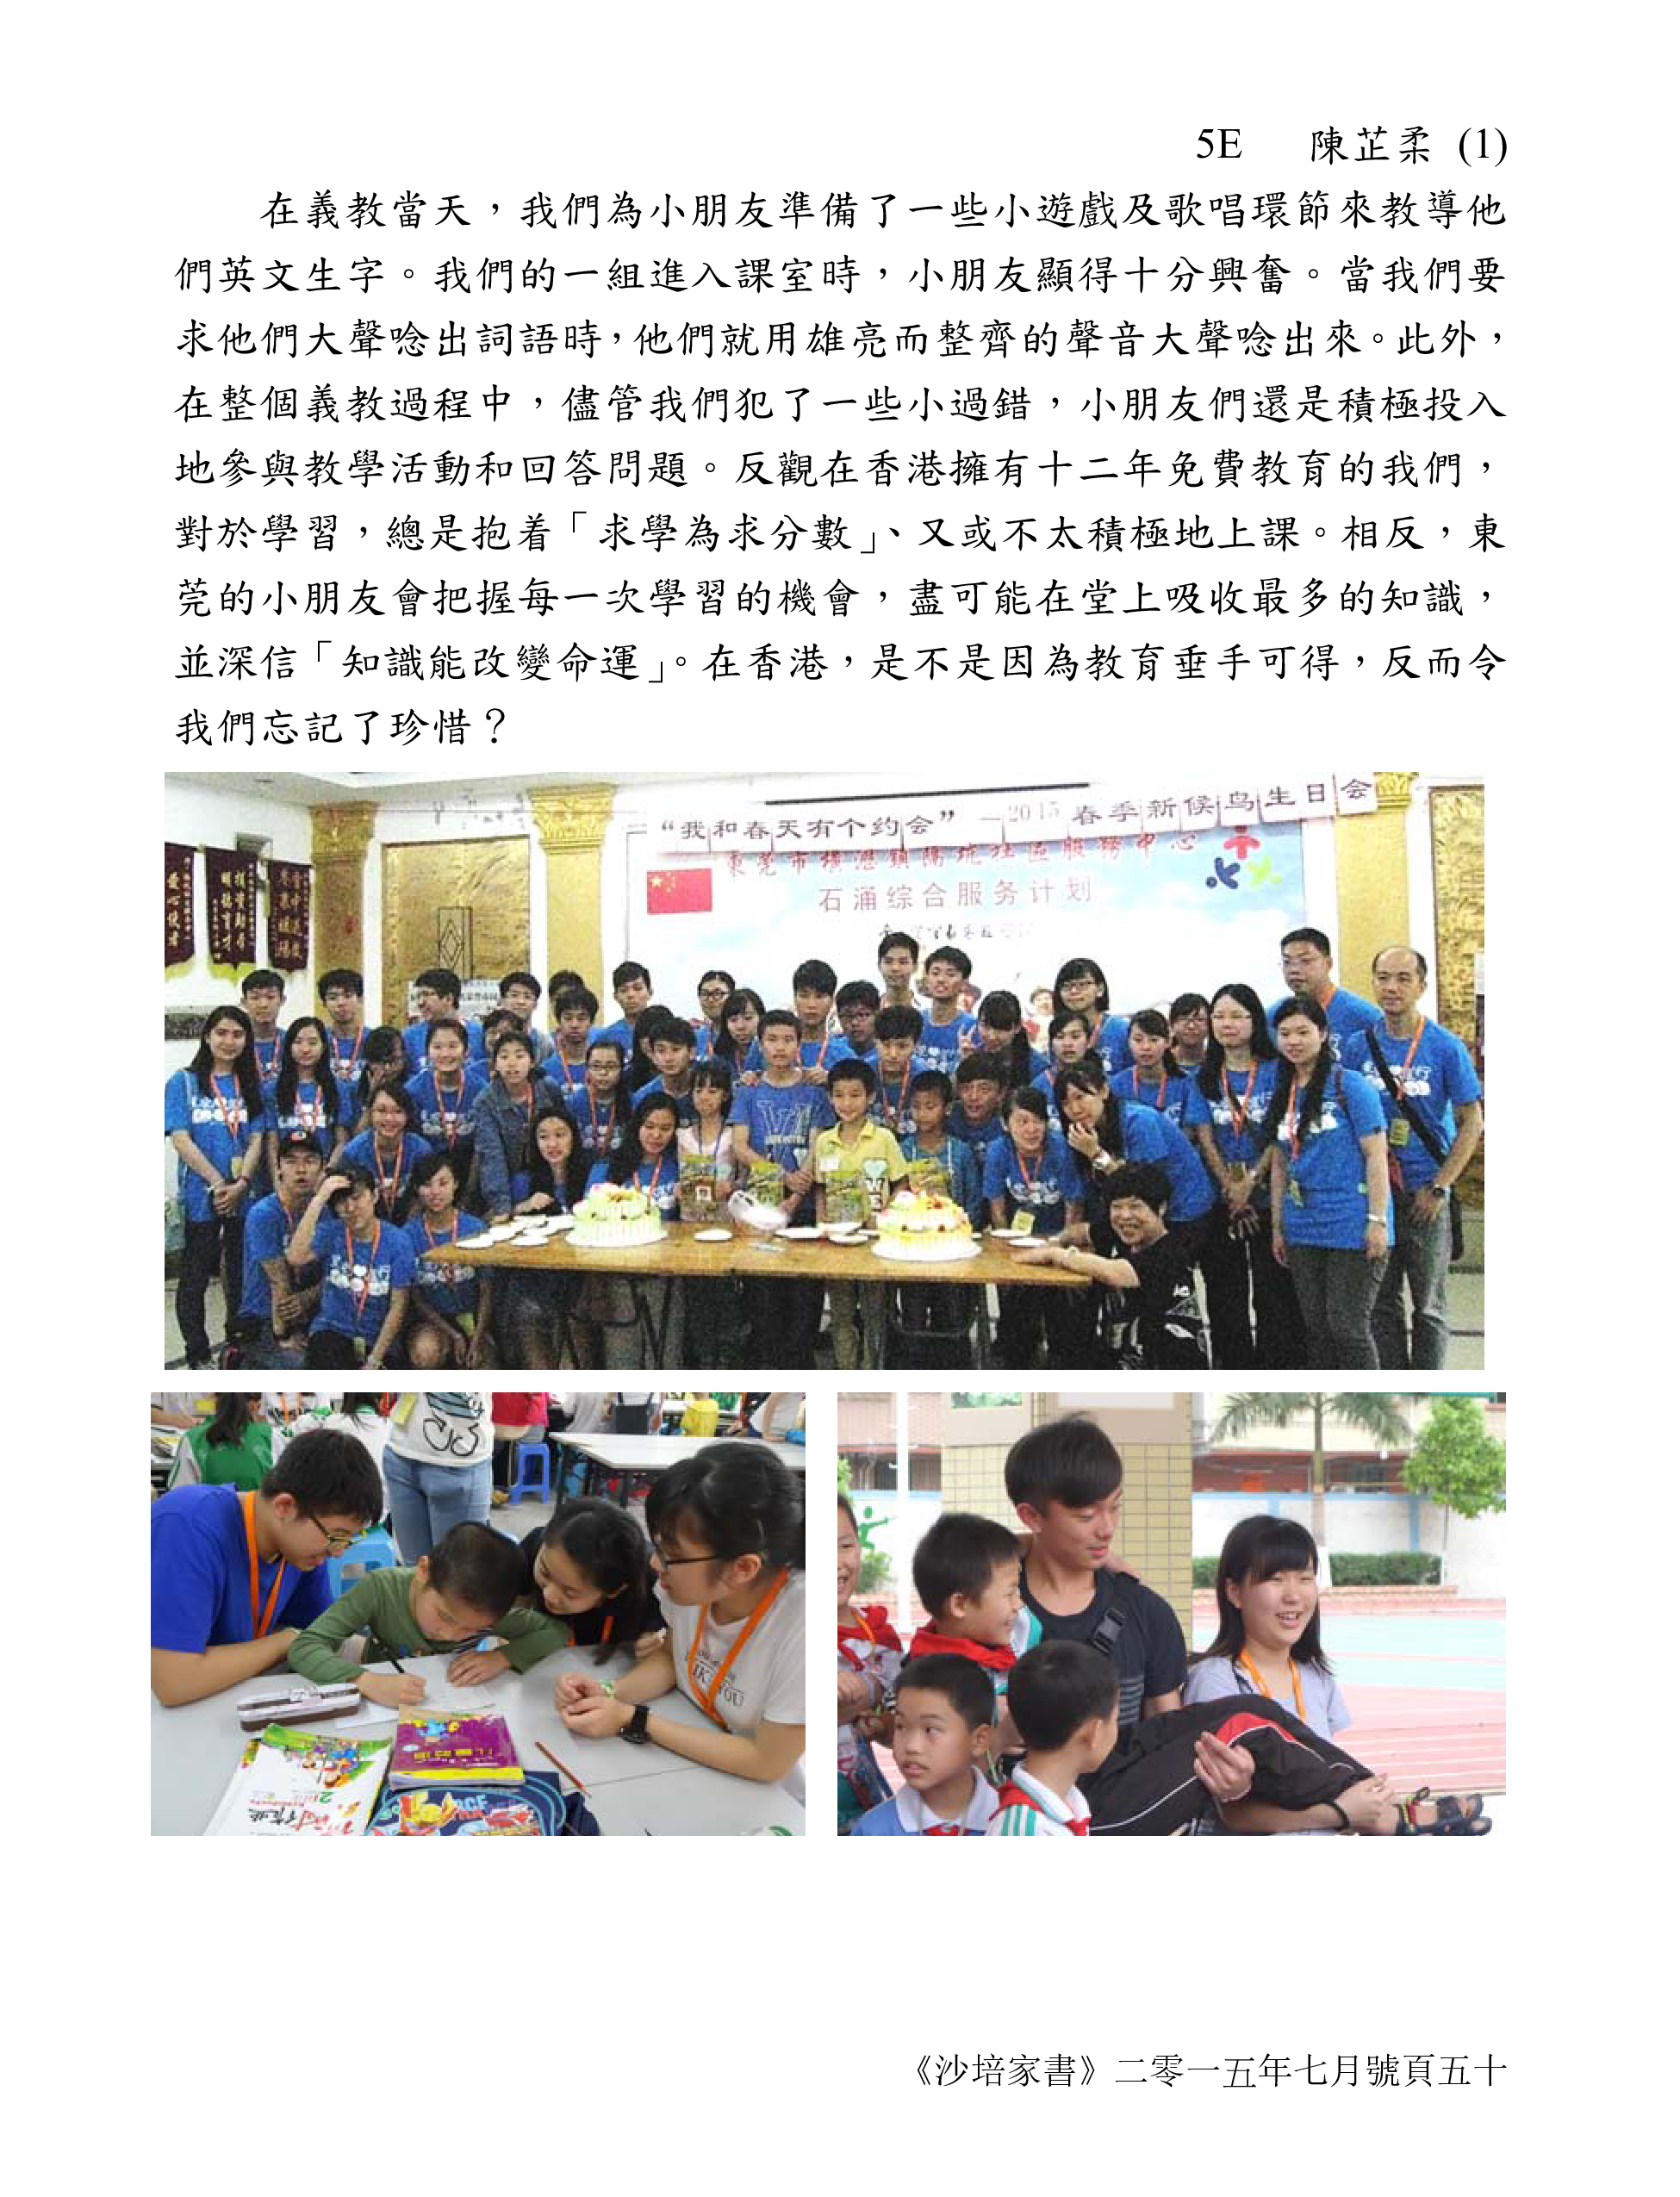 5E 陳芷柔 (1)
在義教當天，我們為小朋友準備了一些小遊戲及歌唱環節來教導他
們英文生字。我們的一組進入課室時，小朋友顯得十分興奮。當我們要
求他們大聲唸出詞語時，他們就用雄亮而整齊的聲音大聲唸出來。此外，
在整個義教過程中，儘管我們犯了一些小過錯，小朋友們還是積極投入
地參與教學活動和回答問題。反觀在香港擁有十二年免費教育的我們，
對於學習，總是抱着「求學為求分數」、又或不太積極地上課。相反，東
莞的小朋友會把握每一次學習的機會，盡可能在堂上吸收最多的知識，
並深信「知識能改變命運」。在香港，是不是因為教育垂手可得，反而令
我們忘記了珍惜？
“我和春天有个约会”—2015 春季新候鸟生日会
東莞市橫瀝鎮隔坑社區服務中心
石涌综合服务计划
爱心使者
《沙培家書》二零一五年七月號頁五十